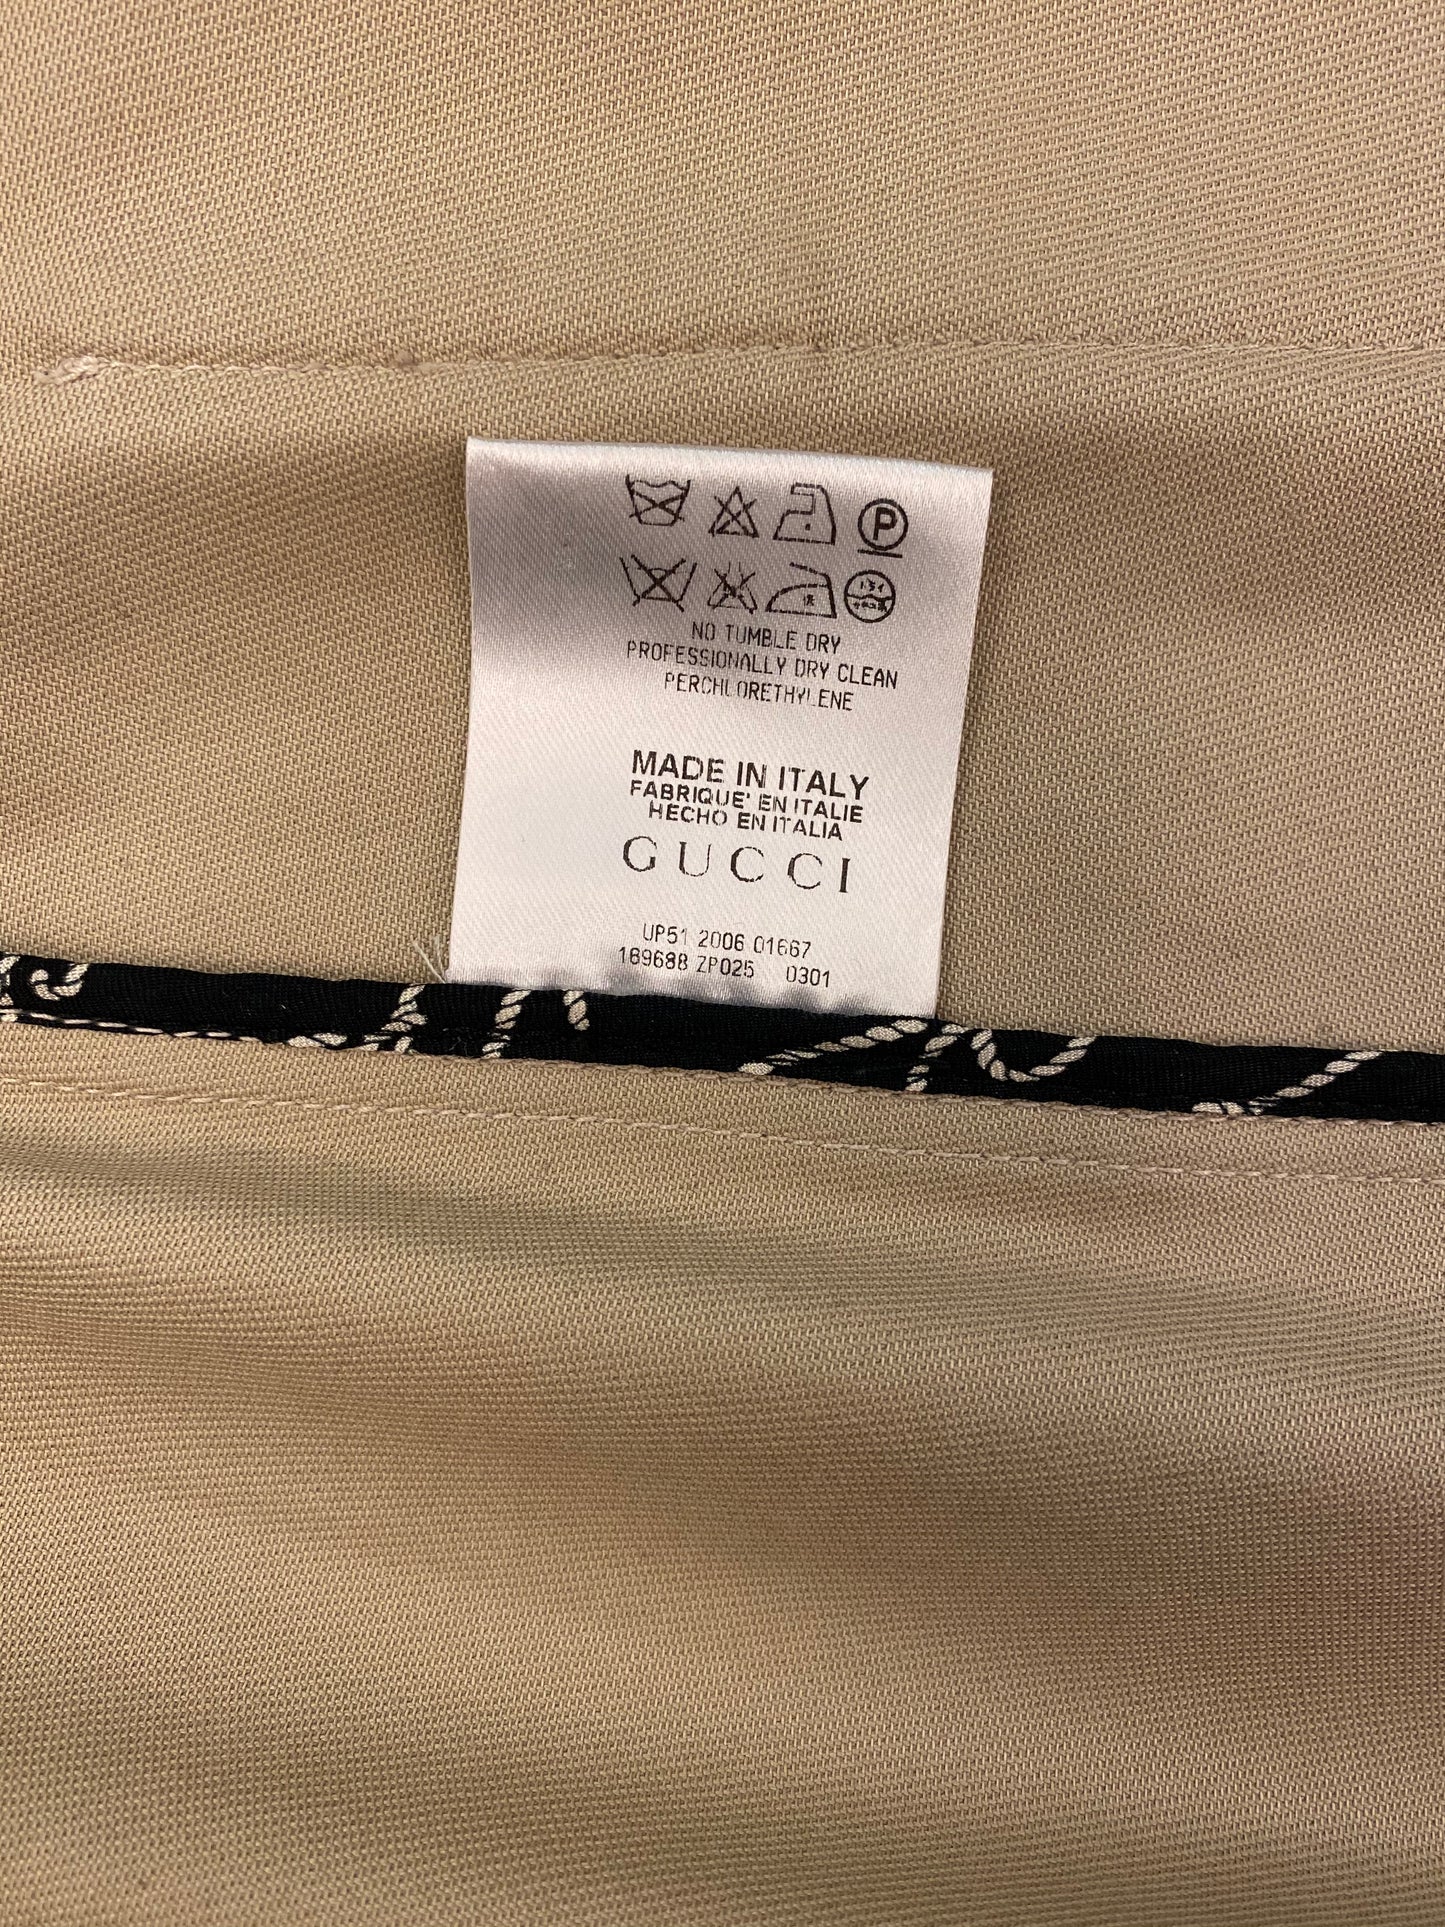 P
NO TUMBLE DRY
PROFESSIONALLY DRY CLEAN
PERCHLORETHYLENE
MADE IN ITALY
FABRIQUE' EN ITALIE
HECHO EN ITALIA
GUCCI
UP51 2006 01667
169688 ZP025 0301